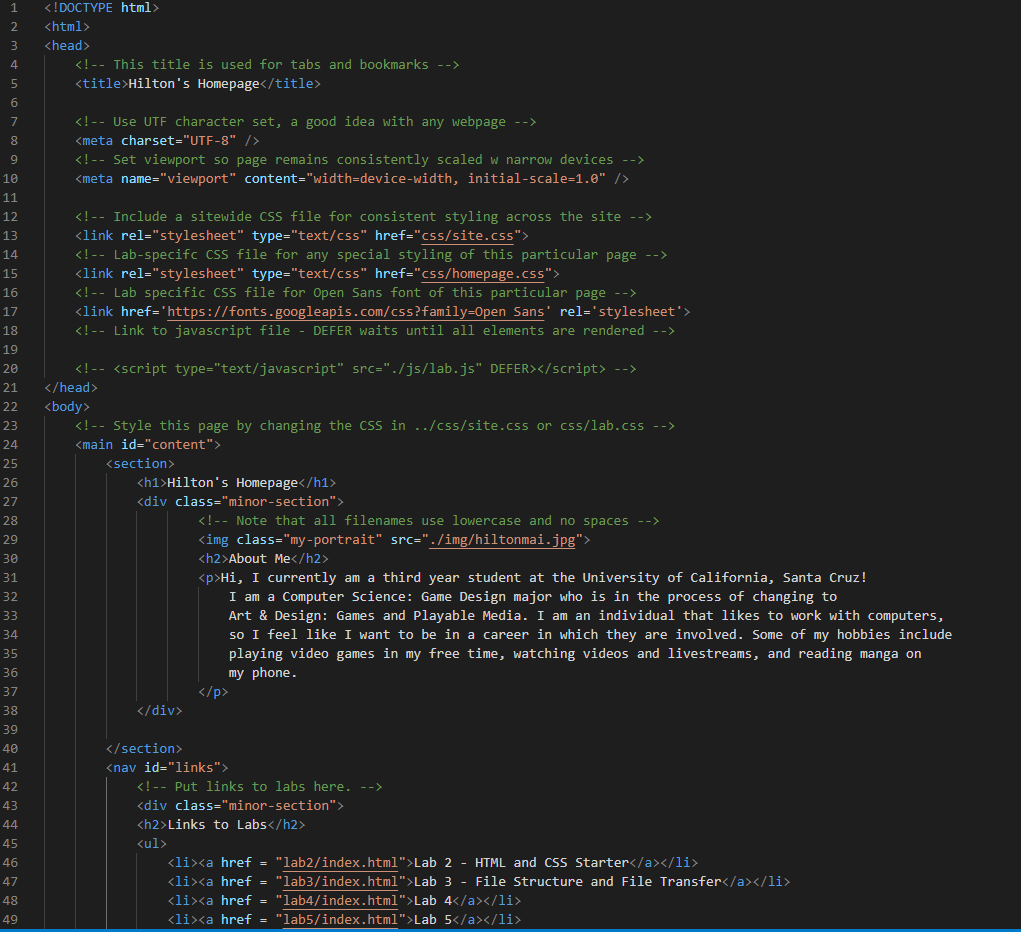 1 <!DOCTYPE html>
2 <html>
3 <head>
4 <!-- This title is used for tabs and bookmarks -->
5 <title>Hilton's Homepage</title>
6
7 <!-- Use UTF character set, a good idea with any webpage -->
8 <meta charset="UTF-8" />
9 <!-- Set viewport so page remains consistently scaled w narrow devices -->
10 <meta name="viewport" content="width=device-width, initial-scale=1.0" />
11
12 <!-- Include a sitewide CSS file for consistent styling across the site -->
13 <link rel="stylesheet" type="text/css" href="css/site.css">
14 <!-- Lab-specifc CSS file for any special styling of this particular page -->
15 <link rel="stylesheet" type="text/css" href="css/homepage.css">
16 <!-- Lab specific CSS file for Open Sans font of this particular page -->
17 <link href='https://fonts.googleapis.com/css?family=Open Sans' rel='stylesheet'>
18 <!-- Link to javascript file - DEFER waits until all elements are rendered -->
19
20 <!-- <script type="text/javascript" src="./js/lab.js" DEFER></script> -->
21 </head>
22 <body>
23 <!-- Style this page by changing the CSS in ../css/site.css or css/lab.css -->
24 <main id="content">
25 <section>
26 <h1>Hilton's Homepage</h1>
27 <div class="minor-section">
28 <!-- Note that all filenames use lowercase and no spaces -->
29 <img class="my-portrait" src="./img/hiltonmai.jpg">
30 <h2>About Me</h2>
31 <p>Hi, I currently am a third year student at the University of California, Santa Cruz!
32 I am a Computer Science: Game Design major who is in the process of changing to
33 Art & Design: Games and Playable Media. I am an individual that likes to work with computers,
34 so I feel like I want to be in a career in which they are involved. Some of my hobbies include
35 playing video games in my free time, watching videos and livestreams, and reading manga on
36 my phone.
37 </p>
38 </div>
39
40 </section>
41 <nav id="links">
42 <!-- Put links to labs here. -->
43 <div class="minor-section">
44 <h2>Links to Labs</h2>
45 <ul>
46 <li><a href = "lab2/index.html">Lab 2 - HTML and CSS Starter</a></li>
47 <li><a href = "lab3/index.html">Lab 3 - File Structure and File Transfer</a></li>
48 <li><a href = "lab4/index.html">Lab 4</a></li>
49 <li><a href = "lab5/index.html">Lab 5</a></li>